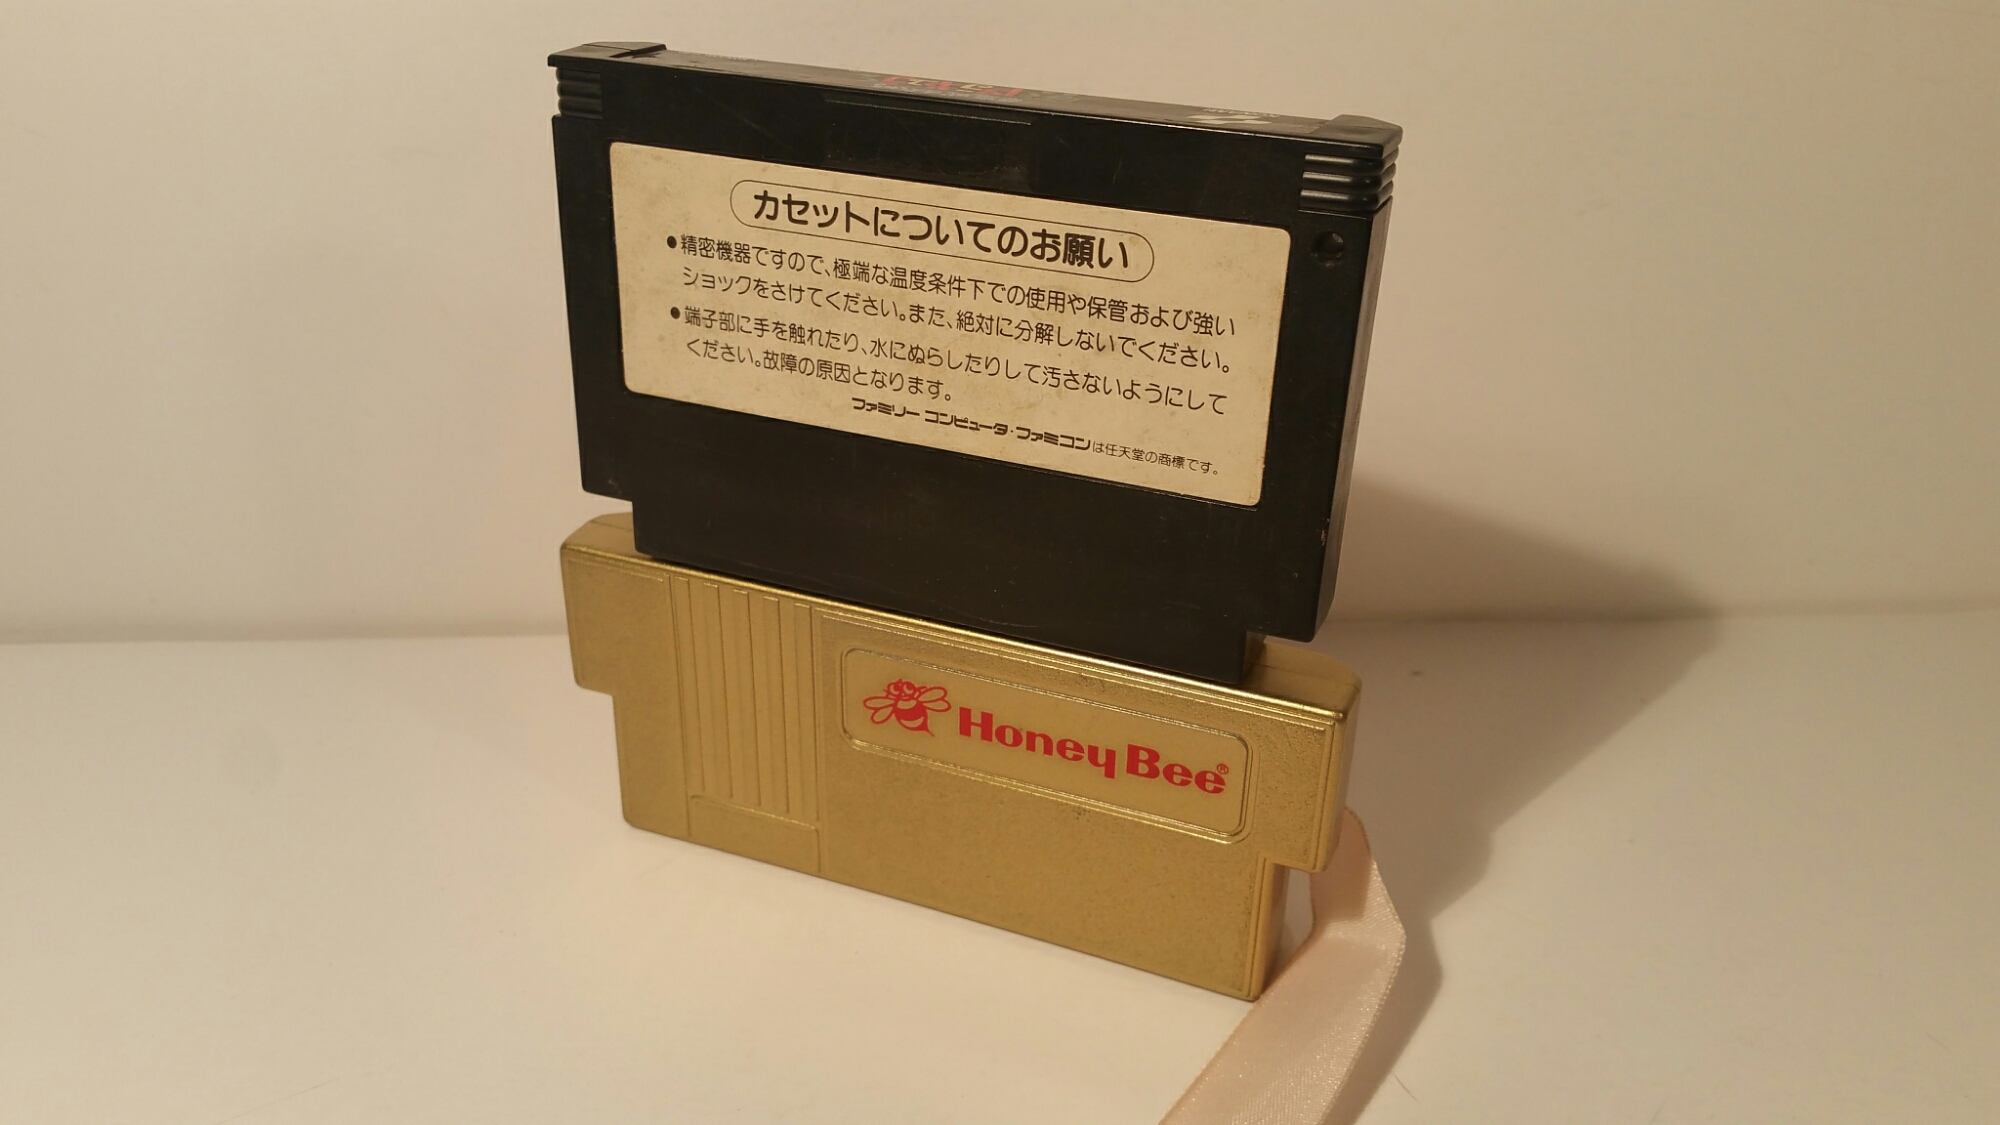 カセットについてのお願い
●精密機器ですので、極端な温度条件下での使用や保管および強い
ショックをさけてください。また、絶対に分解しないでください。
●端子部に手を触れたり、水にぬらしたりして汚さないようにして
ください。故障の原因となります。
ファミリー コンピュータ・ファミコンは任天堂の商標です。
Honey Bee®